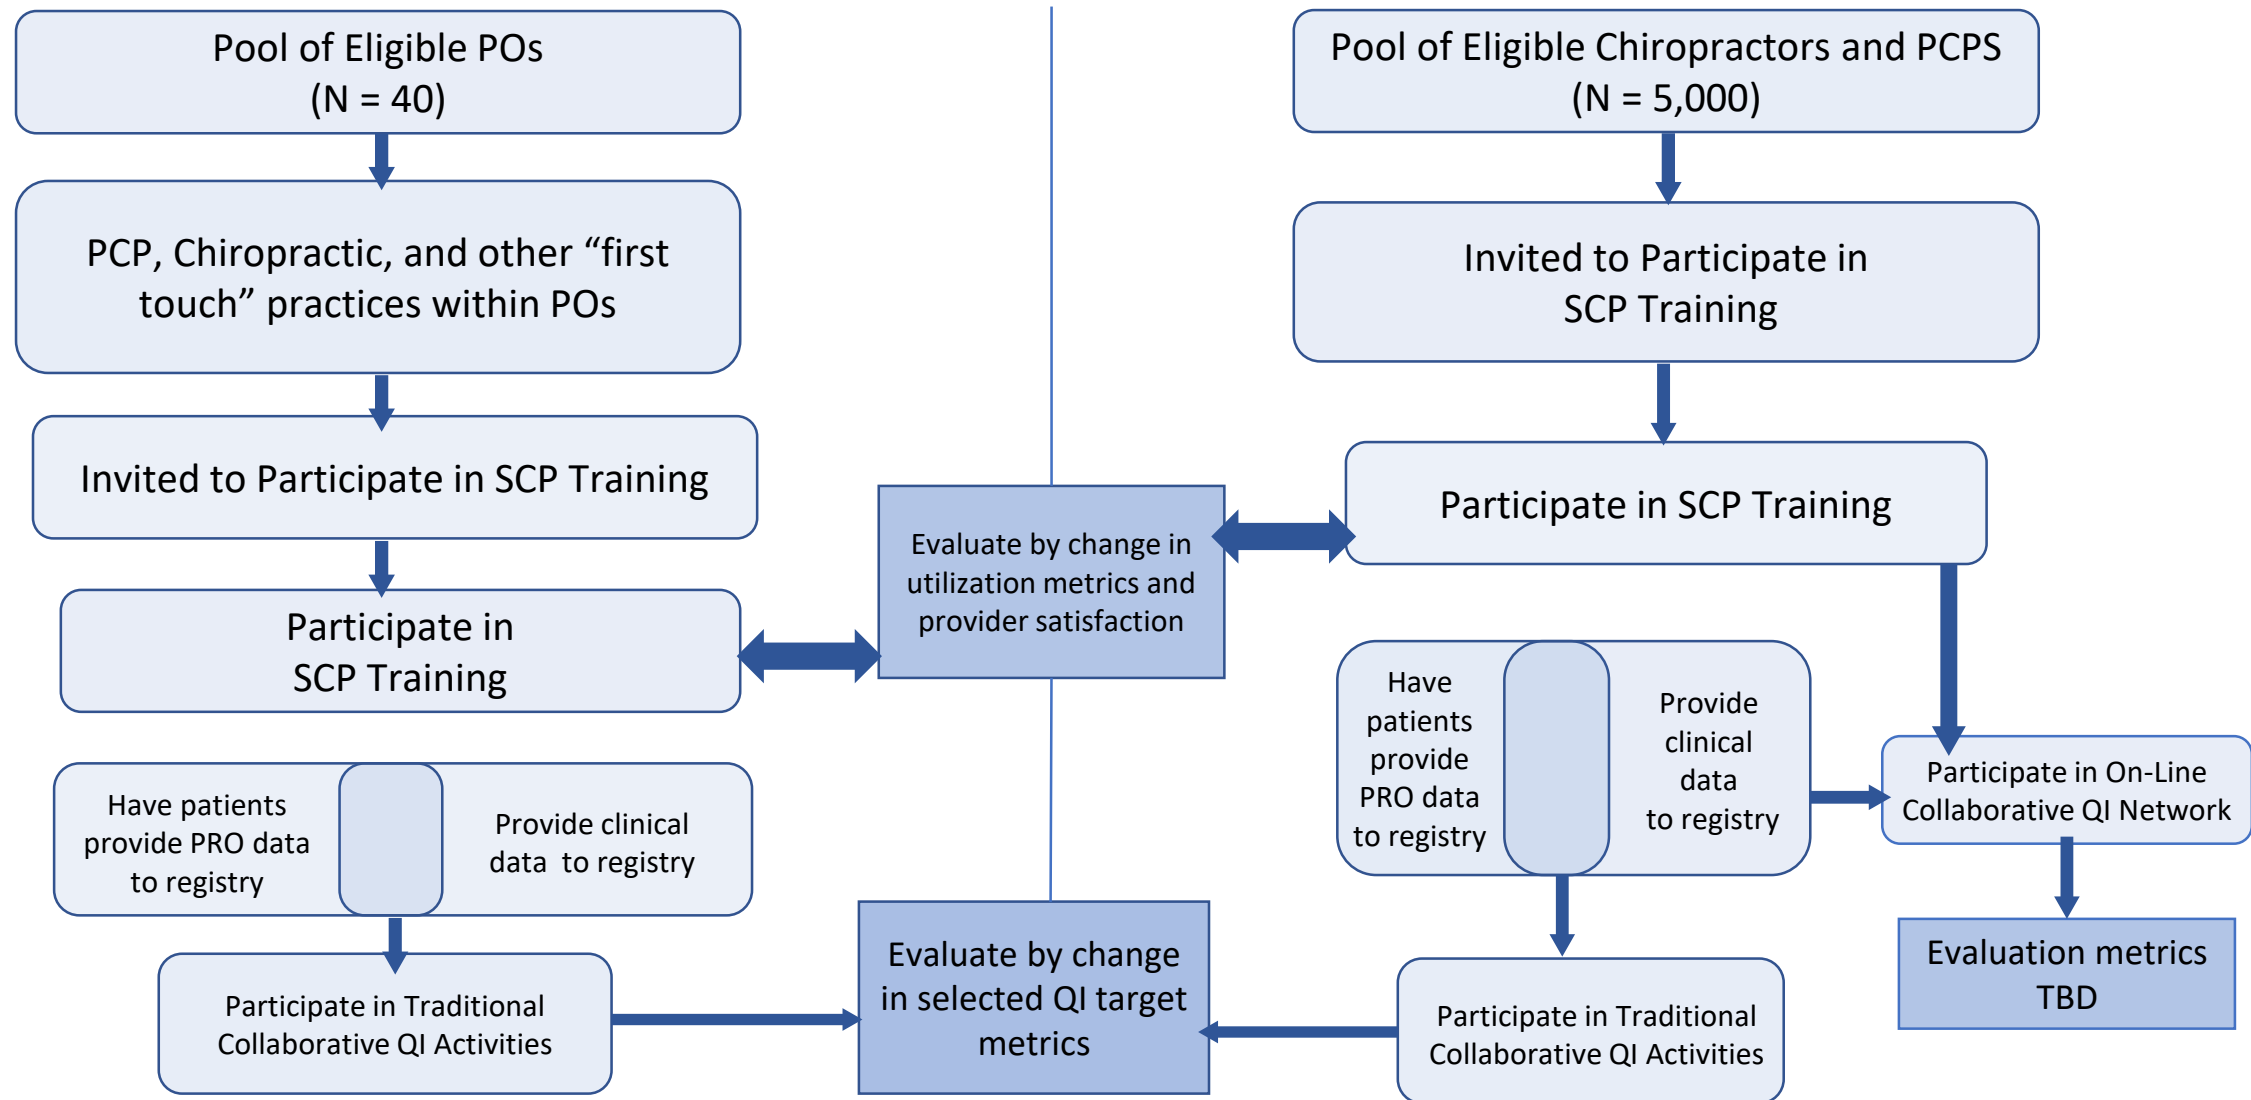 Pool of Eligible POs
(N = 40)
PCP, Chiropractic, and other “first
touch” practices within POs
Invited to Participate in SCP Training
Participate in
SCP Training
Have patients
provide PRO data
to registry
Provide clinical
data to registry
Participate in Traditional
Collaborative QI Activities
Evaluate by change in
utilization metrics and
provider satisfaction
Evaluate by change
in selected QI target
metrics
Pool of Eligible Chiropractors and PCPS
(N = 5,000)
Invited to Participate in
SCP Training
Participate in SCP Training
Have
patients
provide
PRO data
to registry
Provide
clinical
data
to registry
Participate in On-Line
Collaborative QI Network
Evaluation metrics
TBD
Participate in Traditional
Collaborative QI Activities